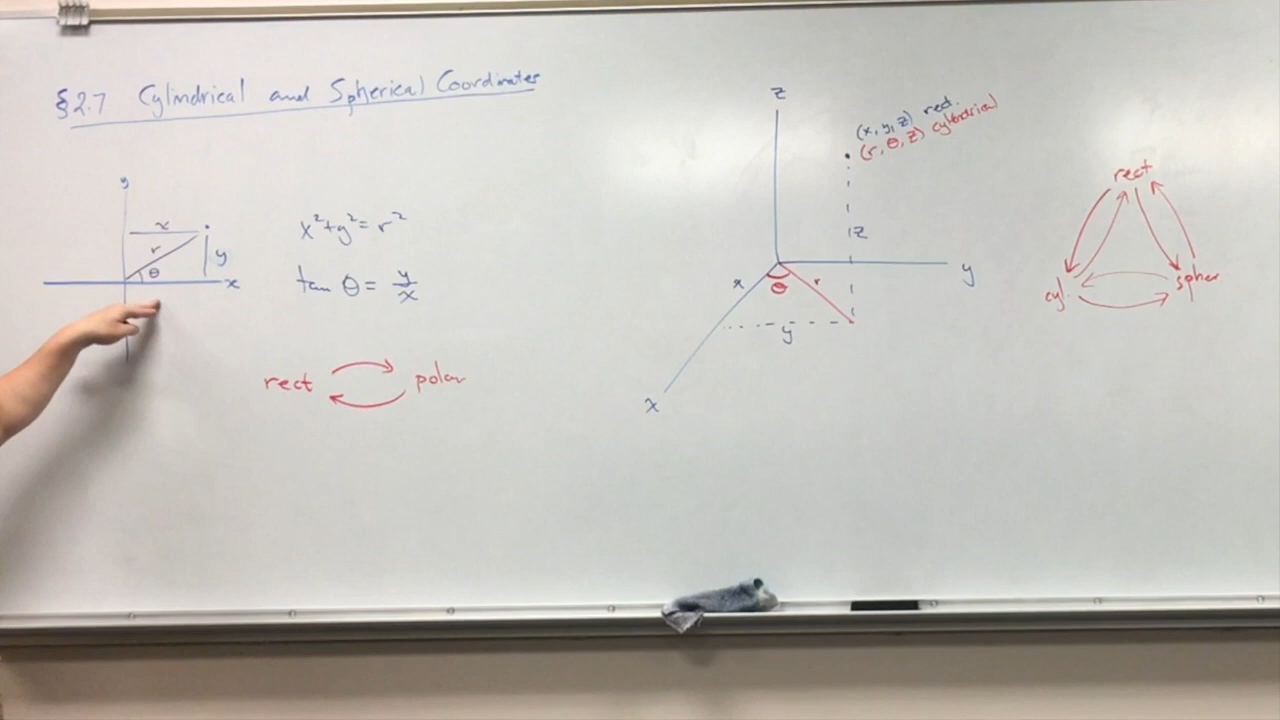 §2.7 Cylindrical and Spherical Coordinates
y
x
r
θ
y
x
x²+y²=r²
tan θ = y/x
rect polar
z
(x, y, z) rect.
(r, θ, z) cylindrical
z
x
θ
r
y
y
x
rect
cyl.
spher